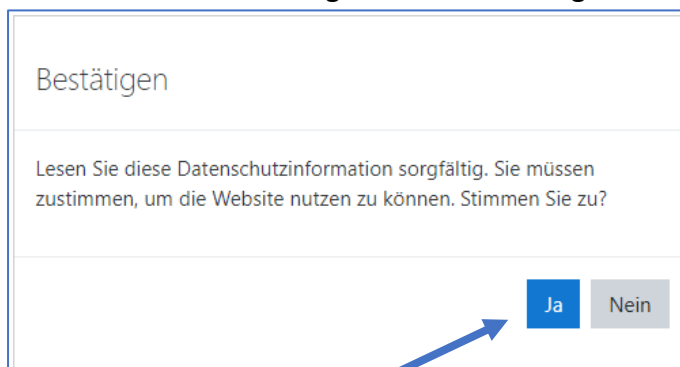 Bestätigen
Lesen Sie diese Datenschutzinformation sorgfältig. Sie müssen
zustimmen, um die Website nutzen zu können. Stimmen Sie zu?
Ja Nein